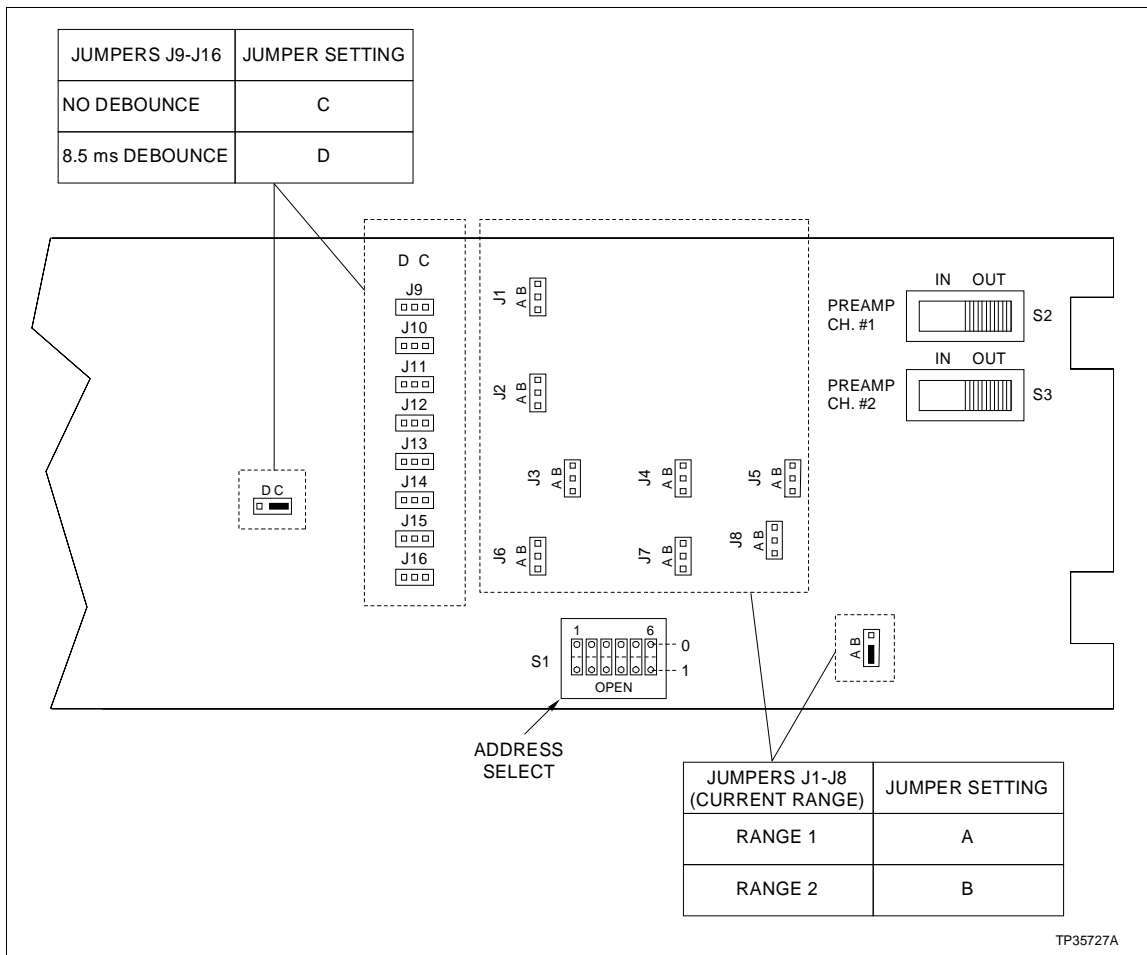 JUMPERS J9-J16 JUMPER SETTING
NO DEBOUNCE C
8.5 ms DEBOUNCE D
D C
J9
J10
J11
J12
J13
J14
J15
J16
D C
J1
A B
J2
A B
J3
A B
J4
A B
J5
A B
J6
A B
J7
A B
J8
A B
IN OUT
PREAMP
CH. #1
S2
IN OUT
PREAMP
CH. #2
S3
S1
1 6
0
1
OPEN
ADDRESS
SELECT
A B
JUMPERS J1-J8
(CURRENT RANGE)
JUMPER SETTING
RANGE 1 A
RANGE 2 B
TP35727A